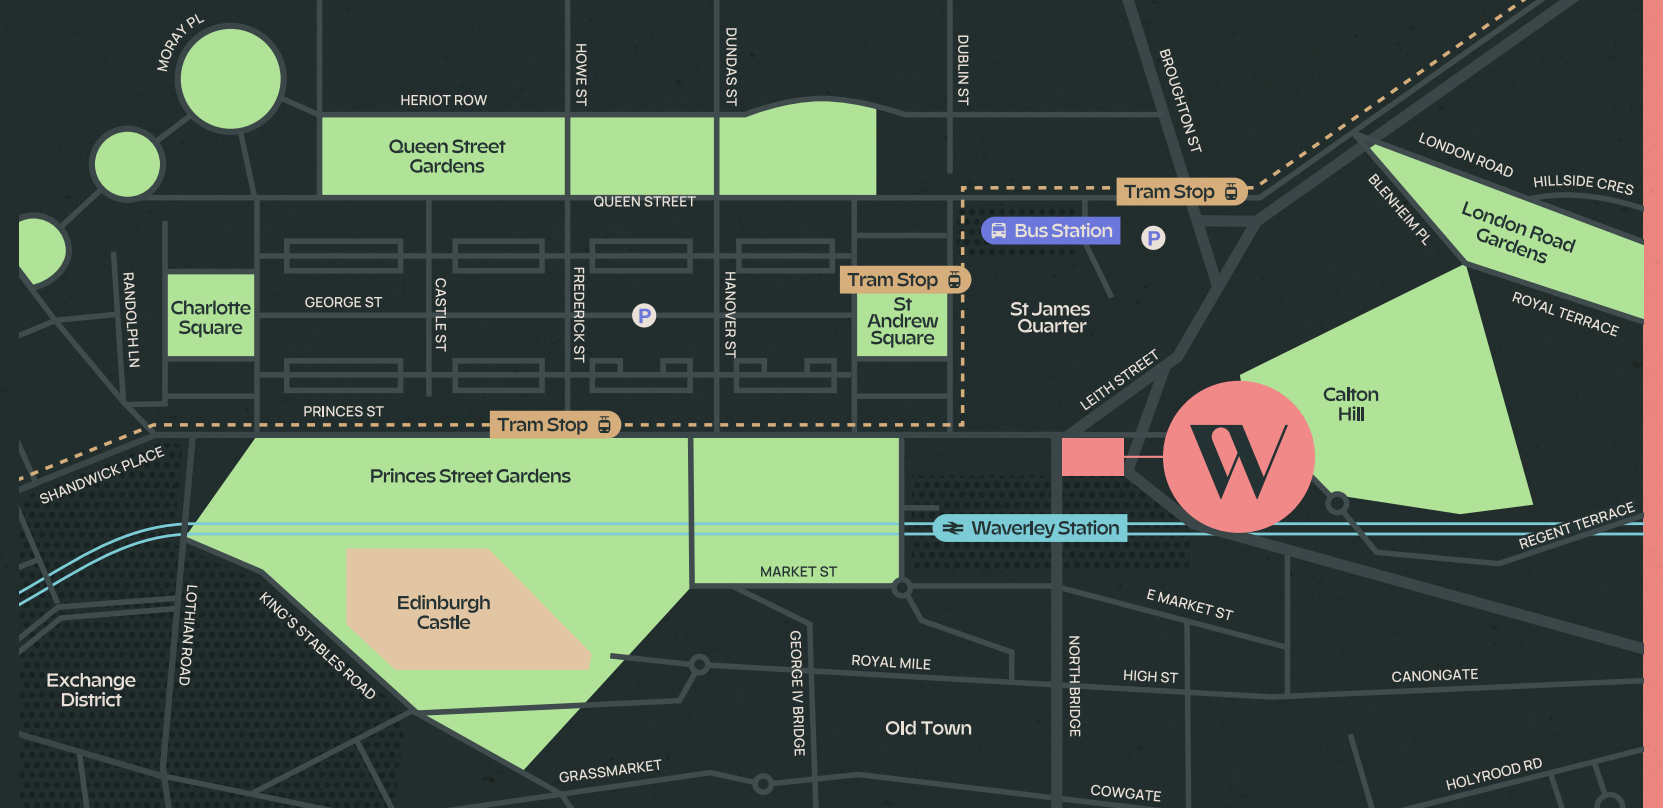 MORAY PL
HOWE ST
DUNDAS ST
DUBLIN ST
BROUGHTON ST
HERIOT ROW
Queen Street
Gardens
LONDON ROAD
HILLSIDE CRES
BLENHEIM PL
London Road
Gardens
ROYAL TERRACE
Tram Stop
QUEEN STREET
Bus Station
P
RANDOLPH LN
Charlotte
Square
GEORGE ST
CASTLE ST
FREDERICK ST
P
HANOVER ST
Tram Stop
St
Andrew
Square
St James
Quarter
LEITH STREET
Calton
Hill
PRINCES ST
Tram Stop
SHANDWICK PLACE
Princes Street Gardens
W
Waverley Station
REGENT TERRACE
MARKET ST
Edinburgh
Castle
LOTHIAN ROAD
KING'S STABLES ROAD
E MARKET ST
GEORGE IV BRIDGE
ROYAL MILE
NORTH BRIDGE
HIGH ST
CANONGATE
Exchange
District
Old Town
GRASSMARKET
COWGATE
HOLYROOD RD